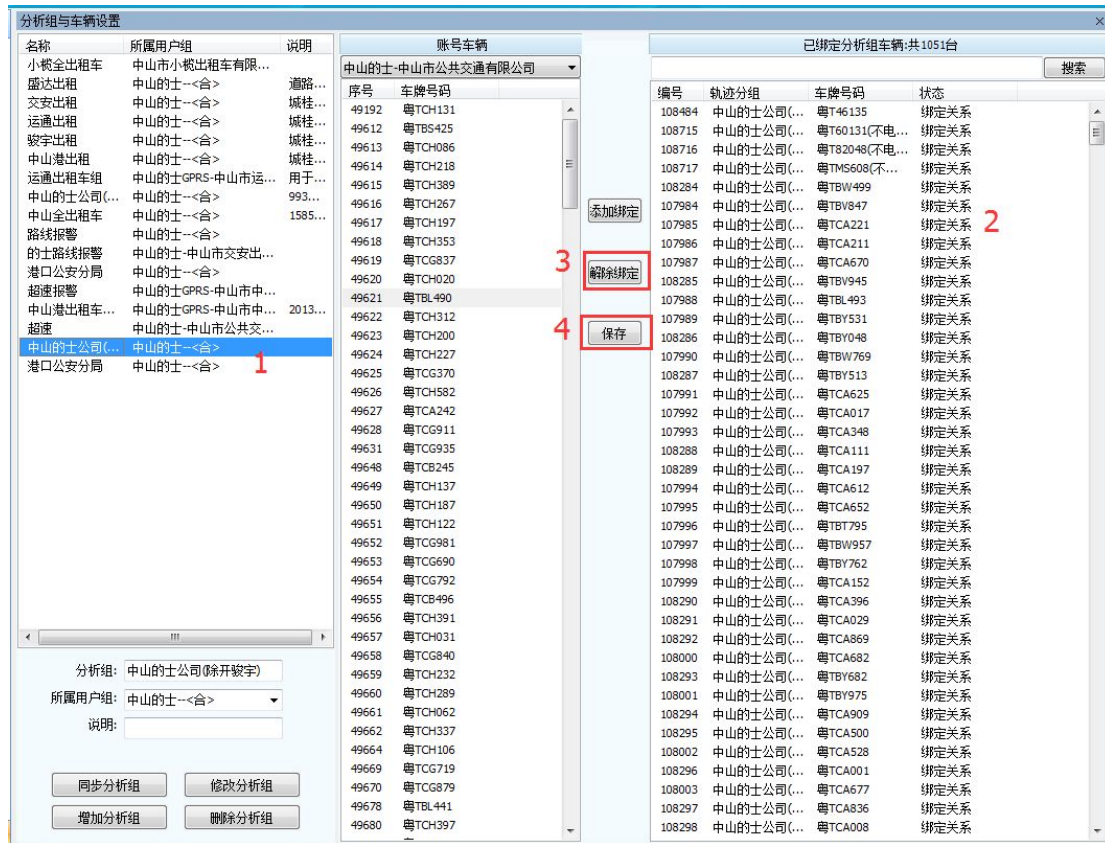 分析组与车辆设置
名称 所属用户组 说明
小榄全出租车 中山市小榄出租车有限...
盛达出租 中山的士--<合> 道路...
交安出租 中山的士--<合> 城桂...
运通出租 中山的士--<合> 城桂...
骏宇出租 中山的士--<合> 城桂...
中山港出租 中山的士--<合> 城桂...
运通出租车组 中山的士GPRS-中山市运... 用于...
中山的士公司(... 中山的士--<合> 993...
中山全出租车 中山的士--<合> 1585...
路线报警 中山的士--<合>
的士路线报警 中山的士-中山市交安出...
港口公安分局 中山的士--<合>
超速报警 中山的士GPRS-中山市中...
中山港出租车... 中山的士GPRS-中山市中... 2013...
超速 中山的士-中山市公共交...
中山的士公司(... 中山的士--<合>
港口公安分局 中山的士--<合>
1
分析组: 中山的士公司(除开骏宇)
所属用户组: 中山的士--<合>
说明:
同步分析组 修改分析组
增加分析组 删除分析组
账号车辆
中山的士-中山市公共交通有限公司
序号 车牌号码
49192 粤TCH131
49612 粤TBS425
49613 粤TCH086
49614 粤TCH218
49615 粤TCH389
49616 粤TCH267
49617 粤TCH197
49618 粤TCH353
49619 粤TCG837
49620 粤TCH020
49621 粤TBL490
49622 粤TCH312
49623 粤TCH200
49624 粤TCH227
49625 粤TCG370
49626 粤TCH582
49627 粤TCA242
49628 粤TCG911
49631 粤TCG935
49648 粤TCB245
49649 粤TCH137
49650 粤TCH187
49651 粤TCH122
49652 粤TCG981
49653 粤TCG690
49654 粤TCG792
49655 粤TCB496
49656 粤TCH391
49657 粤TCH031
49658 粤TCG840
49659 粤TCH232
49660 粤TCH289
49661 粤TCH062
49662 粤TCH337
49664 粤TCH106
49669 粤TCG719
49670 粤TCG879
49678 粤TBL441
49680 粤TCH397
添加绑定
3 解除绑定
4 保存
已绑定分析组车辆:共1051台
搜索
编号 轨迹分组 车牌号码 状态
108484 中山的士公司(... 粤T46135 绑定关系
108715 中山的士公司(... 粤T60131(不电... 绑定关系
108716 中山的士公司(... 粤T82048(不电... 绑定关系
108717 中山的士公司(... 粤TMS608(不... 绑定关系
108284 中山的士公司(... 粤TBW499 绑定关系
107984 中山的士公司(... 粤TBV847 绑定关系
107985 中山的士公司(... 粤TCA221 绑定关系 2
107986 中山的士公司(... 粤TCA211 绑定关系
107987 中山的士公司(... 粤TCA670 绑定关系
108285 中山的士公司(... 粤TBY945 绑定关系
107988 中山的士公司(... 粤TBL493 绑定关系
107989 中山的士公司(... 粤TBY531 绑定关系
108286 中山的士公司(... 粤TBY048 绑定关系
107990 中山的士公司(... 粤TBW769 绑定关系
108287 中山的士公司(... 粤TBY513 绑定关系
107991 中山的士公司(... 粤TCA625 绑定关系
107992 中山的士公司(... 粤TCA017 绑定关系
107993 中山的士公司(... 粤TCA348 绑定关系
108288 中山的士公司(... 粤TCA111 绑定关系
108289 中山的士公司(... 粤TCA197 绑定关系
107994 中山的士公司(... 粤TCA612 绑定关系
107995 中山的士公司(... 粤TCA652 绑定关系
107996 中山的士公司(... 粤TBT795 绑定关系
107997 中山的士公司(... 粤TBW957 绑定关系
107998 中山的士公司(... 粤TBY762 绑定关系
107999 中山的士公司(... 粤TCA152 绑定关系
108290 中山的士公司(... 粤TCA396 绑定关系
108291 中山的士公司(... 粤TCA029 绑定关系
108292 中山的士公司(... 粤TCA869 绑定关系
108000 中山的士公司(... 粤TCA682 绑定关系
108293 中山的士公司(... 粤TBY682 绑定关系
108001 中山的士公司(... 粤TBY975 绑定关系
108294 中山的士公司(... 粤TCA909 绑定关系
108295 中山的士公司(... 粤TCA500 绑定关系
108002 中山的士公司(... 粤TCA528 绑定关系
108296 中山的士公司(... 粤TCA001 绑定关系
108003 中山的士公司(... 粤TCA677 绑定关系
108297 中山的士公司(... 粤TCA836 绑定关系
108298 中山的士公司(... 粤TCA008 绑定关系